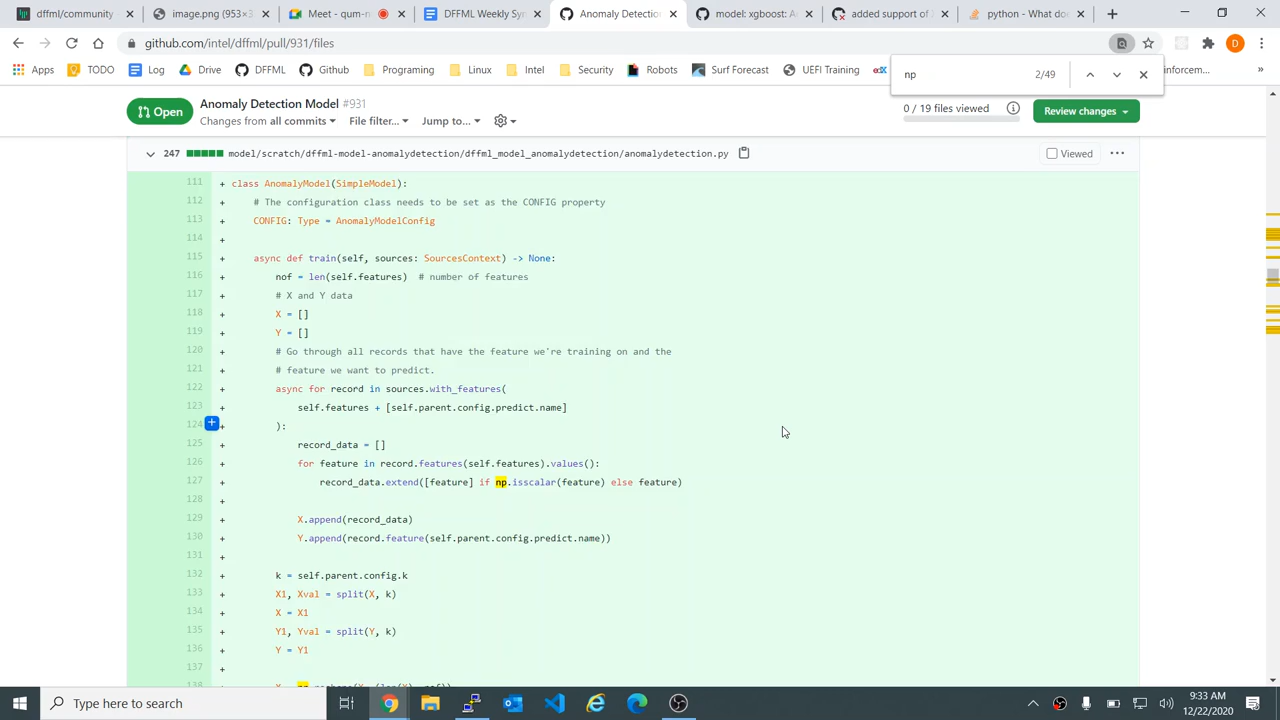 dffml/community
image.png (953×3
Meet - qum-n
DFFML Weekly Syn
Anomaly Detectio
model: xgboost: A
added support of
python - What do
github.com/intel/dffml/pull/931/files
Apps
TODO
Log
Drive
DFFML
Github
Programing
Linux
Intel
Security
Robots
Surf Forecast
UEFI Training
inforcem...
»
np
2/49
D
Open
Anomaly Detection Model #931
Changes from all commits
File filter...
Jump to...
0 / 19 files viewed
Review changes
247
model/scratch/dffml-model-anomalydetection/dffml_model_anomalydetection/anomalydetection.py
Viewed
111 + class AnomalyModel(SimpleModel):
112 + # The configuration class needs to be set as the CONFIG property
113 + CONFIG: Type = AnomalyModelConfig
114 +
115 + async def train(self, sources: SourcesContext) -> None:
116 + nof = len(self.features)  # number of features
117 + # X and Y data
118 + X = []
119 + Y = []
120 + # Go through all records that have the feature we're training on and the
121 + # feature we want to predict.
122 + async for record in sources.with_features(
123 + self.features + [self.parent.config.predict.name]
124 + ):
125 + record_data = []
126 + for feature in record.features(self.features).values():
127 + record_data.extend([feature] if np.isscalar(feature) else feature)
128 +
129 + X.append(record_data)
130 + Y.append(record.feature(self.parent.config.predict.name))
131 +
132 + k = self.parent.config.k
133 + X1, Xval = split(X, k)
134 + X = X1
135 + Y1, Yval = split(Y, k)
136 + Y = Y1
137 +
Type here to search
9:33 AM
12/22/2020